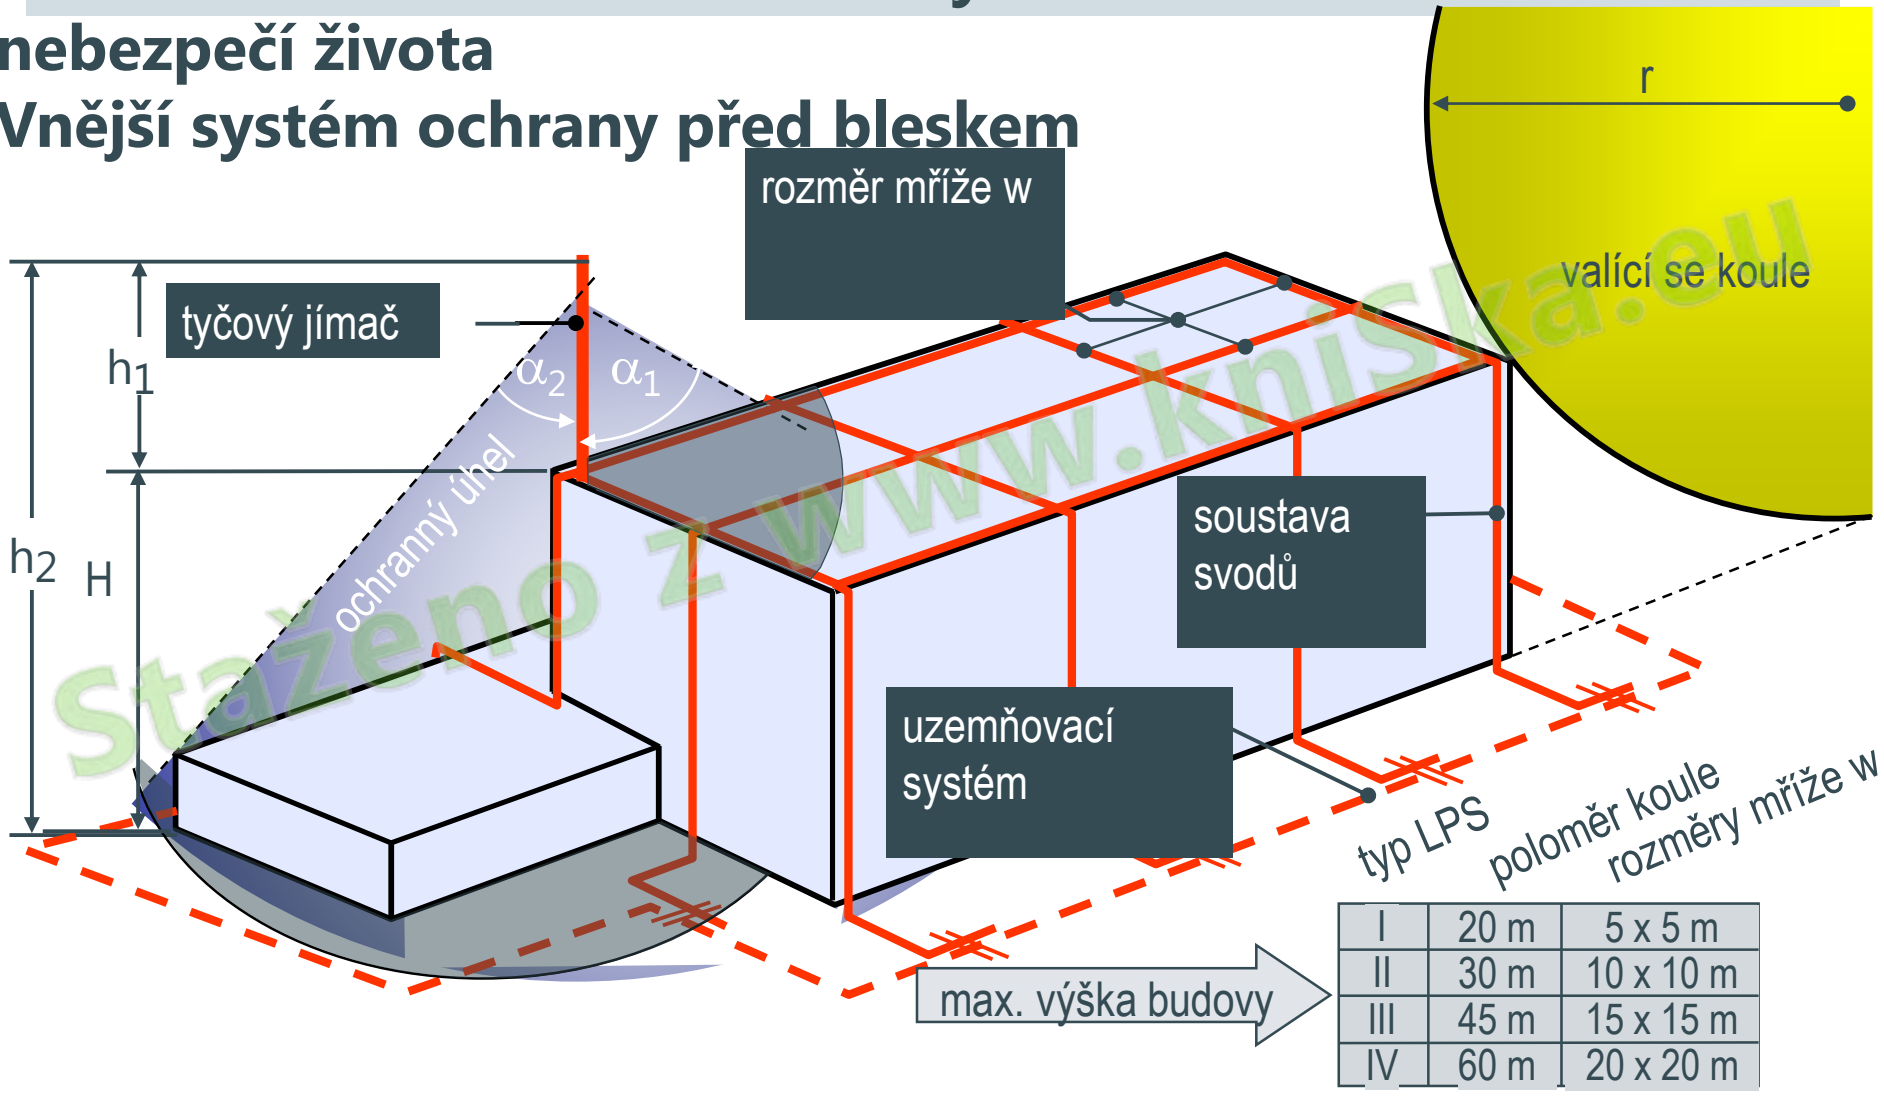 nebezpečí života
Vnější systém ochrany před bleskem
r
rozměr mříže w
valící se koule
tyčový jímač
h1
α2
α1
ochranný úhel
h2
H
soustava
svodů
uzemňovací
systém
typ LPS
poloměr koule
rozměry mříže w
I 20 m 5 x 5 m
II 30 m 10 x 10 m
III 45 m 15 x 15 m
IV 60 m 20 x 20 m
max. výška budovy
Staženo z www.kniska.eu